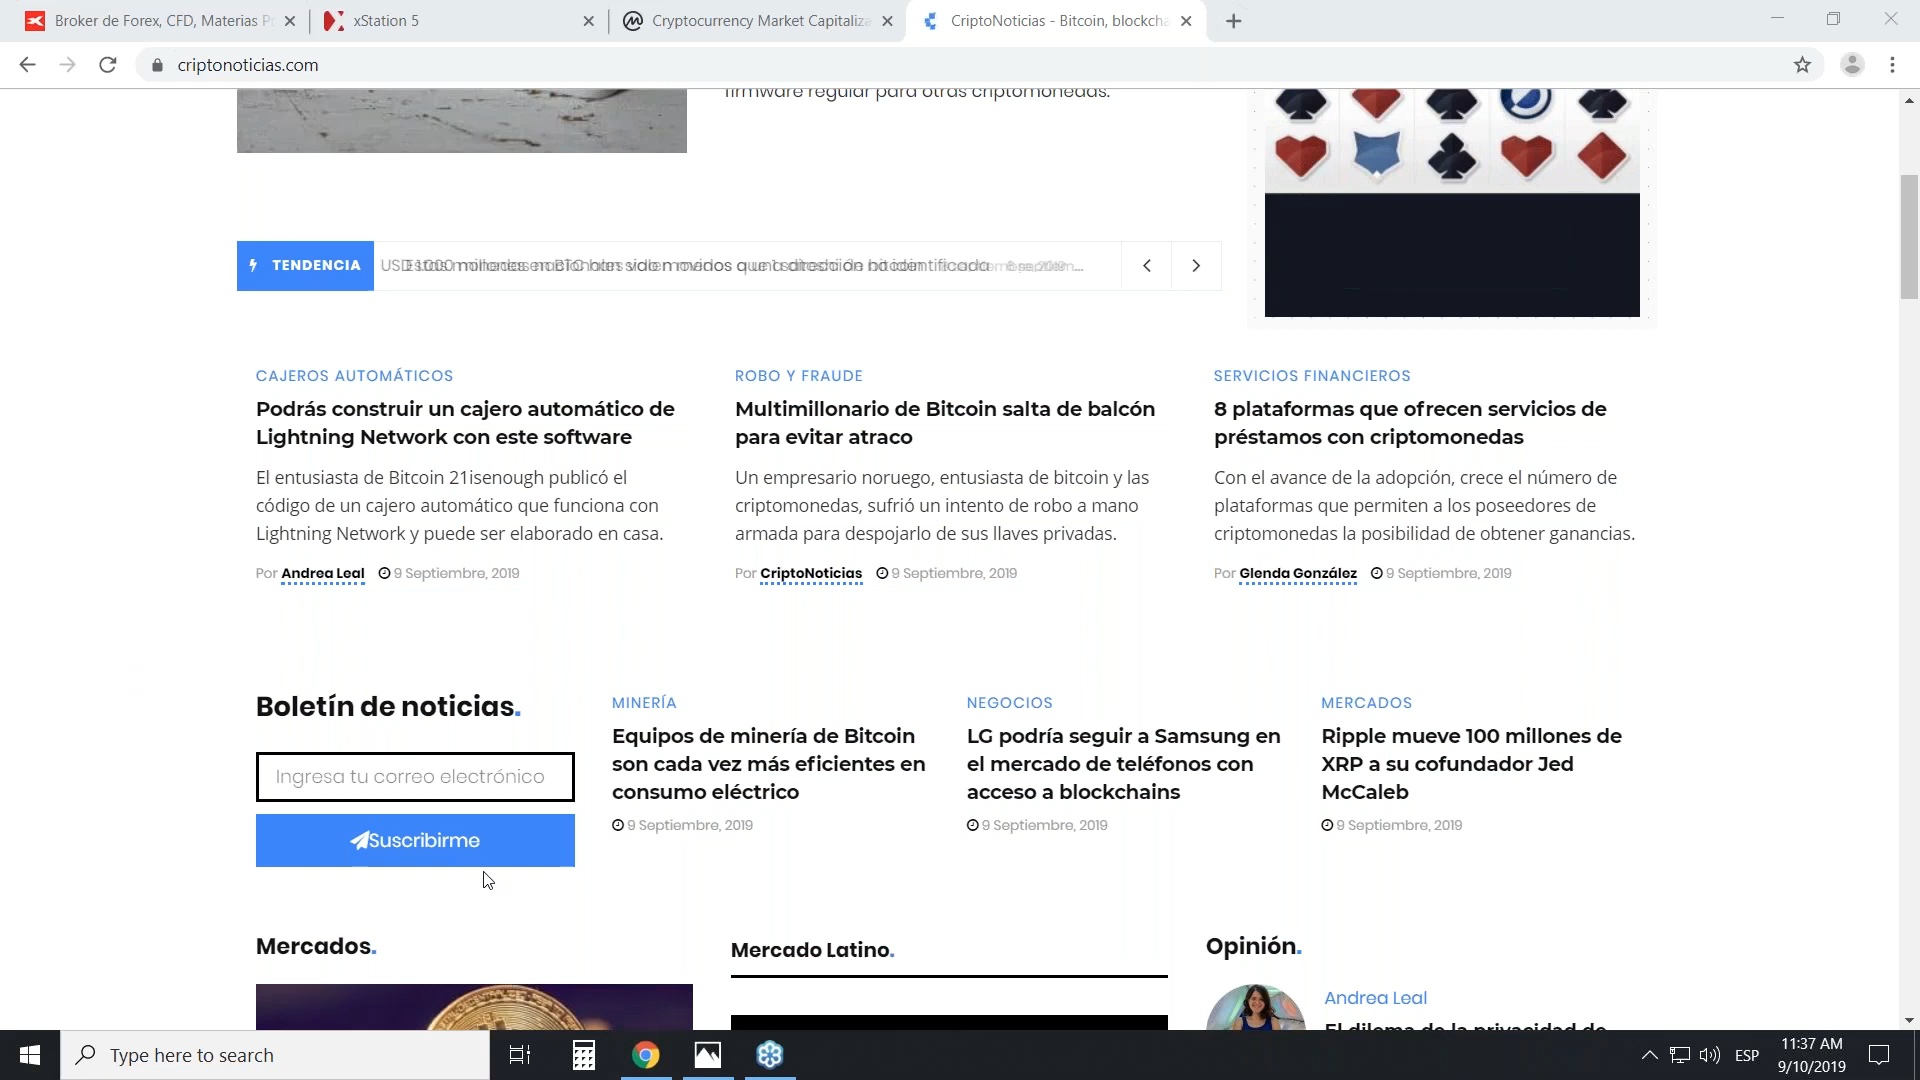 Broker de Forex, CFD, Materias P
xStation 5
Cryptocurrency Market Capitaliza
CriptoNoticias - Bitcoin, blockcha
criptonoticias.com
firmware regular para otras criptomonedas.
TENDENCIA
CAJEROS AUTOMÁTICOS
Podrás construir un cajero automático de
Lightning Network con este software
El entusiasta de Bitcoin 21isenough publicó el
código de un cajero automático que funciona con
Lightning Network y puede ser elaborado en casa.
Por Andrea Leal 9 Septiembre, 2019
ROBO Y FRAUDE
Multimillonario de Bitcoin salta de balcón
para evitar atraco
Un empresario noruego, entusiasta de bitcoin y las
criptomonedas, sufrió un intento de robo a mano
armada para despojarlo de sus llaves privadas.
Por CriptoNoticias 9 Septiembre, 2019
SERVICIOS FINANCIEROS
8 plataformas que ofrecen servicios de
préstamos con criptomonedas
Con el avance de la adopción, crece el número de
plataformas que permiten a los poseedores de
criptomonedas la posibilidad de obtener ganancias.
Por Glenda González 9 Septiembre, 2019
Boletín de noticias.
Ingresa tu correo electrónico
Suscribirme
MINERÍA
Equipos de minería de Bitcoin
son cada vez más eficientes en
consumo eléctrico
9 Septiembre, 2019
NEGOCIOS
LG podría seguir a Samsung en
el mercado de teléfonos con
acceso a blockchains
9 Septiembre, 2019
MERCADOS
Ripple mueve 100 millones de
XRP a su cofundador Jed
McCaleb
9 Septiembre, 2019
Mercados.
Mercado Latino.
Opinión.
Andrea Leal
El dilema de la privacidad de
Type here to search
ESP
11:37 AM
9/10/2019